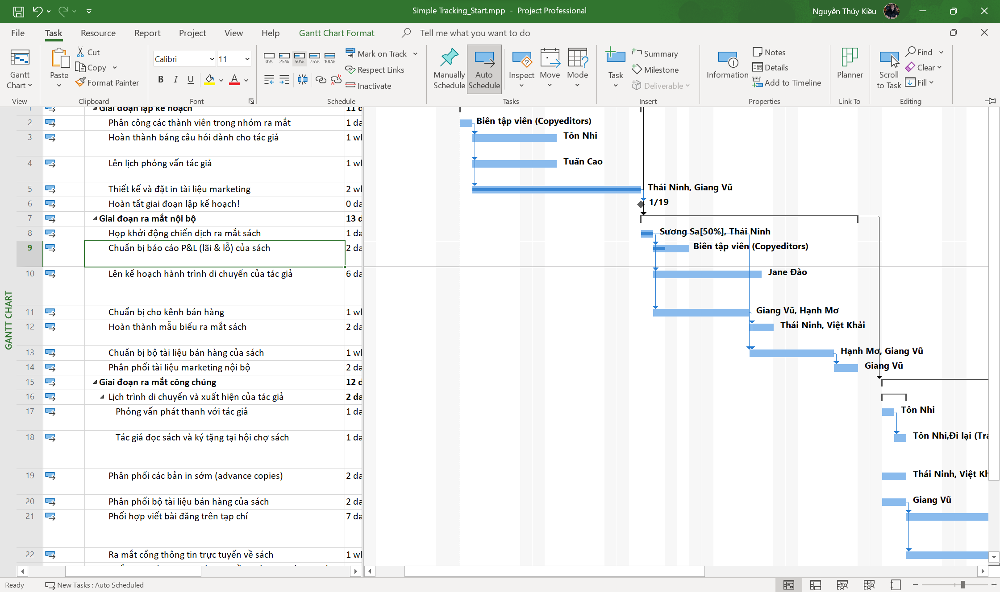 Simple Tracking_Start.mpp - Project Professional
Nguyễn Thúy Kiều
File Task Resource Report Project View Help Gantt Chart Format Tell me what you want to do
Gantt Chart
View
Paste
Cut
Copy
Format Painter
Clipboard
Calibri 11
B I U A
Font
0% 25% 50% 75% 100%
Mark on Track
Respect Links
Inactivate
Schedule
Manually Schedule
Auto Schedule
Inspect
Move
Mode
Tasks
Task
Summary
Milestone
Deliverable
Insert
Information
Notes
Details
Add to Timeline
Properties
Planner
Link To
Scroll to Task
Find
Clear
Fill
Editing
GANTT CHART
1 Giai đoạn lập kế hoạch 11 d
2 Phân công các thành viên trong nhóm ra mắt 1 da Biên tập viên (Copyeditors)
3 Hoàn thành bảng câu hỏi dành cho tác giả 1 wl Tôn Nhi
4 Lên lịch phỏng vấn tác giả 1 wl Tuấn Cao
5 Thiết kế và đặt in tài liệu marketing 2 wl Thái Ninh, Giang Vũ
6 Hoàn tất giai đoạn lập kế hoạch! 0 da 1/19
7 Giai đoạn ra mắt nội bộ 13 d
8 Họp khởi động chiến dịch ra mắt sách 1 da Sương Sa[50%], Thái Ninh
9 Chuẩn bị báo cáo P&L (lãi & lỗ) của sách 2 da Biên tập viên (Copyeditors)
10 Lên kế hoạch hành trình di chuyển của tác giả 6 da Jane Đào
11 Chuẩn bị cho kênh bán hàng 1 wl Giang Vũ, Hạnh Mơ
12 Hoàn thành mẫu biểu ra mắt sách 2 da Thái Ninh, Việt Khải
13 Chuẩn bị bộ tài liệu bán hàng của sách 1 wl Hạnh Mơ, Giang Vũ
14 Phân phối tài liệu marketing nội bộ 2 da Giang Vũ
15 Giai đoạn ra mắt công chúng 12 d
16 Lịch trình di chuyển và xuất hiện của tác giả 2 da
17 Phỏng vấn phát thanh với tác giả 1 da Tôn Nhi
18 Tác giả đọc sách và ký tặng tại hội chợ sách 1 da Tôn Nhi,Đi lại (Tra
19 Phân phối các bản in sớm (advance copies) 2 da Thái Ninh, Việt Kh
20 Phân phối bộ tài liệu bán hàng của sách 2 da Giang Vũ
21 Phối hợp viết bài đăng trên tạp chí 7 da
22 Ra mắt cổng thông tin trực tuyến về sách 1 wl
Ready New Tasks : Auto Scheduled